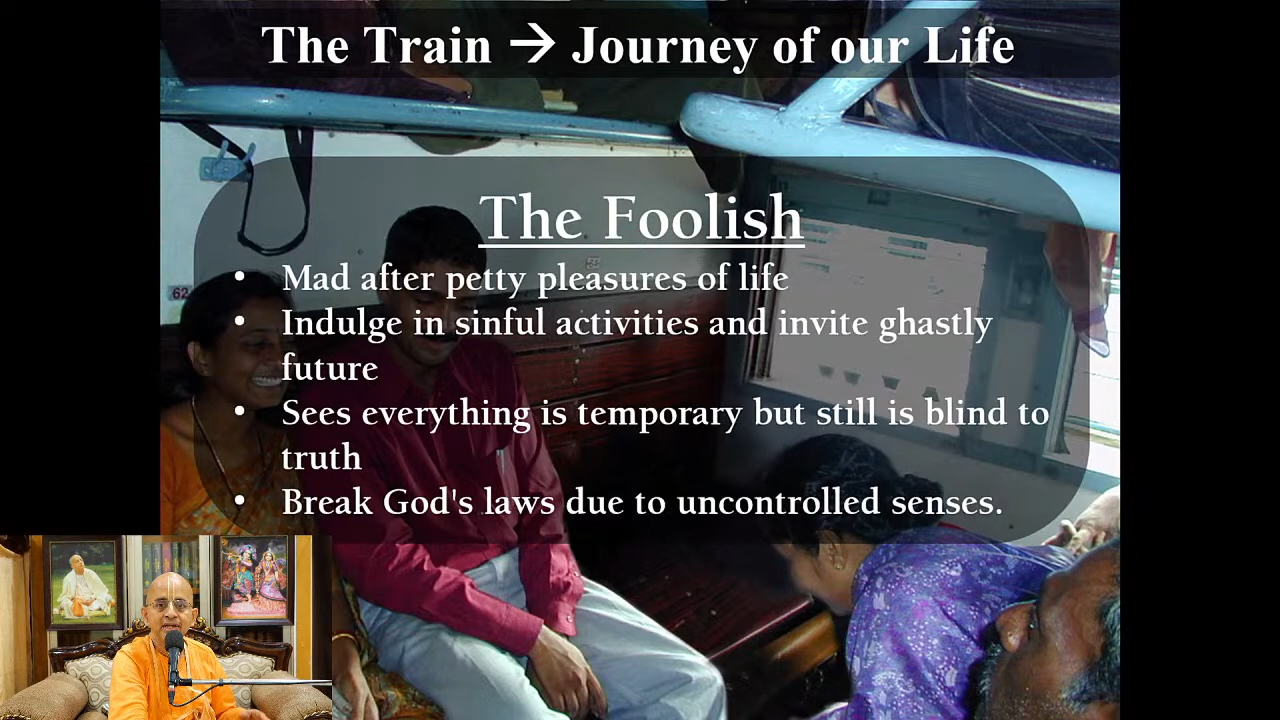 The Train → Journey of our Life
The Foolish
• Mad after petty pleasures of life
• Indulge in sinful activities and invite ghastly
future
• Sees everything is temporary but still is blind to
truth
• Break God's laws due to uncontrolled senses.
62